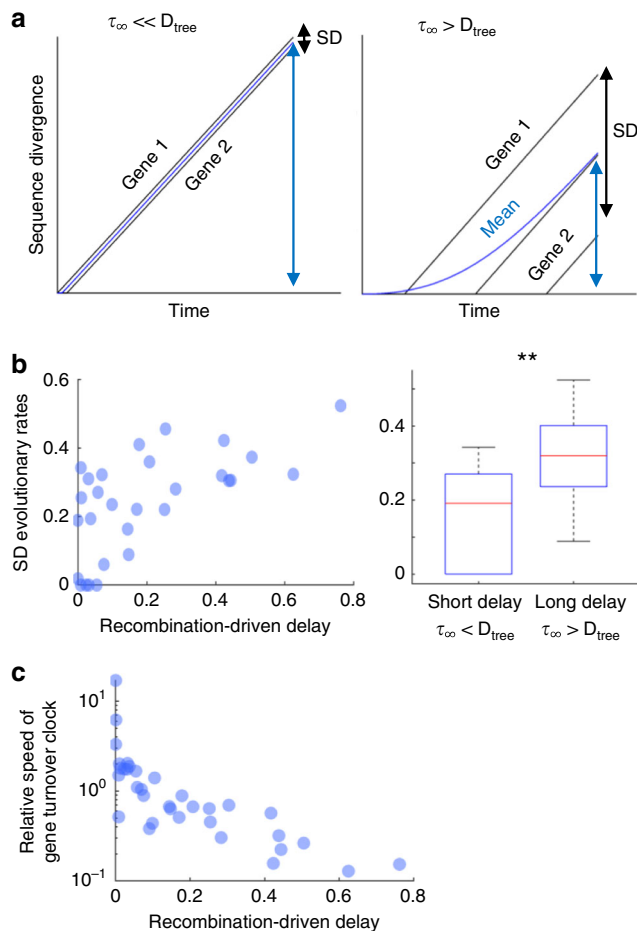 a
τ∞ << Dtree
SD
τ∞ > Dtree
Sequence divergence
Gene 1
Gene 2
Time
Gene 1
SD
Mean
Gene 2
Time
b
SD evolutionary rates
0.6
0.4
0.2
0
0 0.2 0.4 0.6 0.8
Recombination-driven delay
**
0.4
0.2
0
Short delay Long delay
τ∞ < Dtree τ∞ > Dtree
c
Relative speed of
gene turnover clock
10¹
10⁰
10⁻¹
0 0.2 0.4 0.6 0.8
Recombination-driven delay